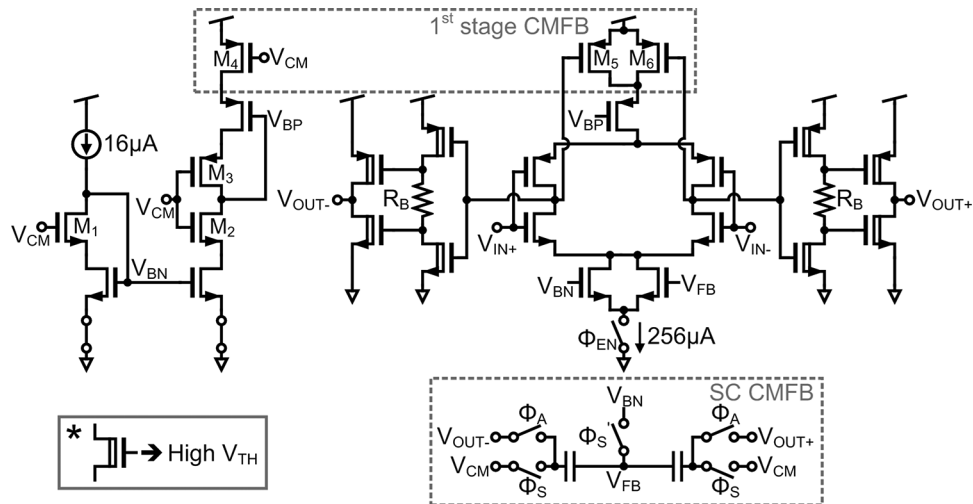 1st stage CMFB
M4
VCM
M5
M6
VBP
VBP
16μA
M3
VCM
M2
VCM
M1
VBN
VOUT-
RB
VIN+
VIN-
RB
VOUT+
VBN
VFB
ΦEN
256μA
SC CMFB
VBN
ΦA
ΦS'
ΦA
VOUT-
VOUT+
VCM
VCM
ΦS
VFB
ΦS
* High VTH